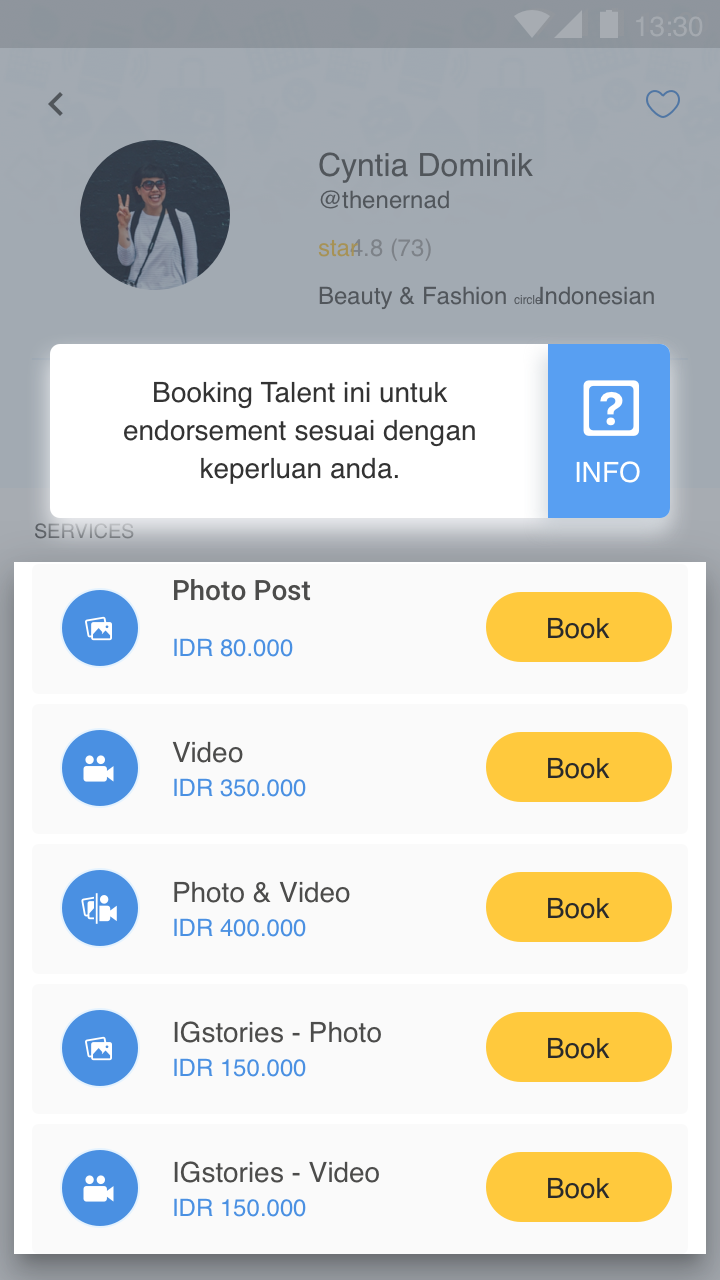 13:30
Cyntia Dominik
@thenernad
star4.8 (73)
Beauty & Fashion circleIndonesian
Booking Talent ini untuk
endorsement sesuai dengan
keperluan anda.
?
INFO
SERVICES
Photo Post
IDR 80.000
Book
Video
IDR 350.000
Book
Photo & Video
IDR 400.000
Book
IGstories - Photo
IDR 150.000
Book
IGstories - Video
IDR 150.000
Book